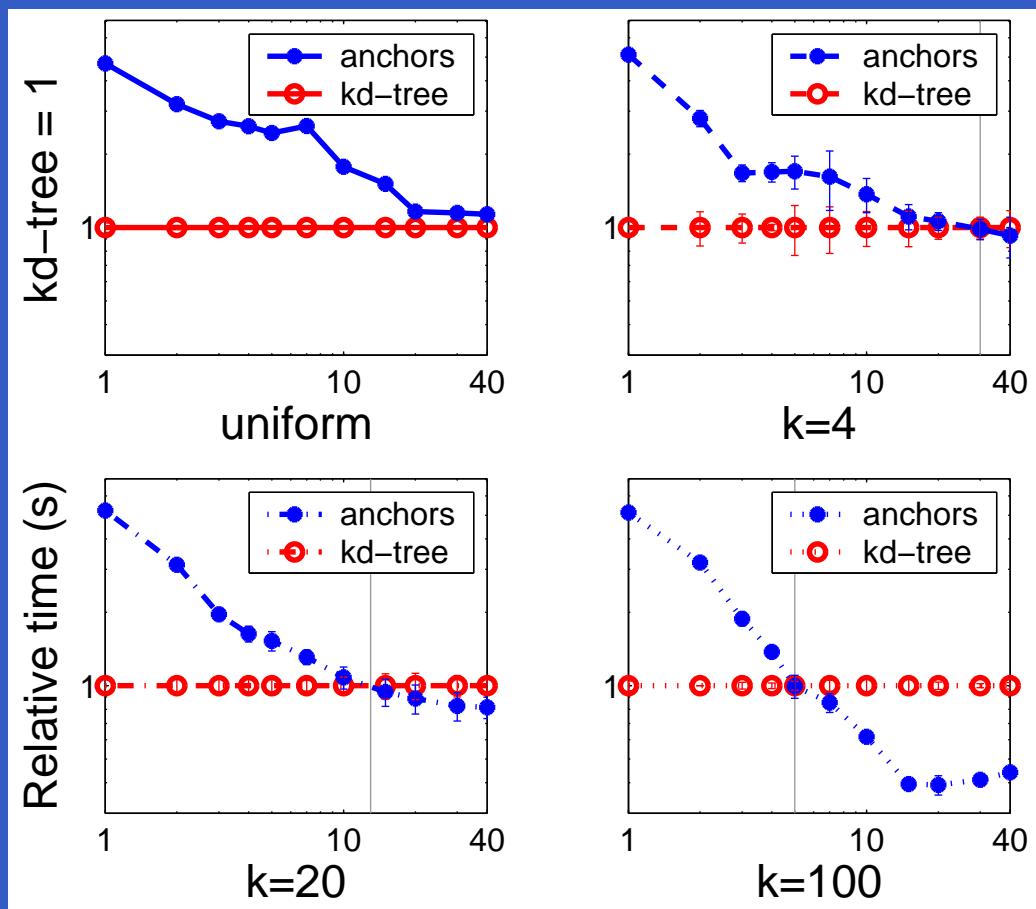 kd-tree = 1
anchors
kd-tree
1
1
10
40
uniform
anchors
kd-tree
1
1
10
40
k=4
Relative time (s)
anchors
kd-tree
1
1
10
40
k=20
anchors
kd-tree
1
1
10
40
k=100